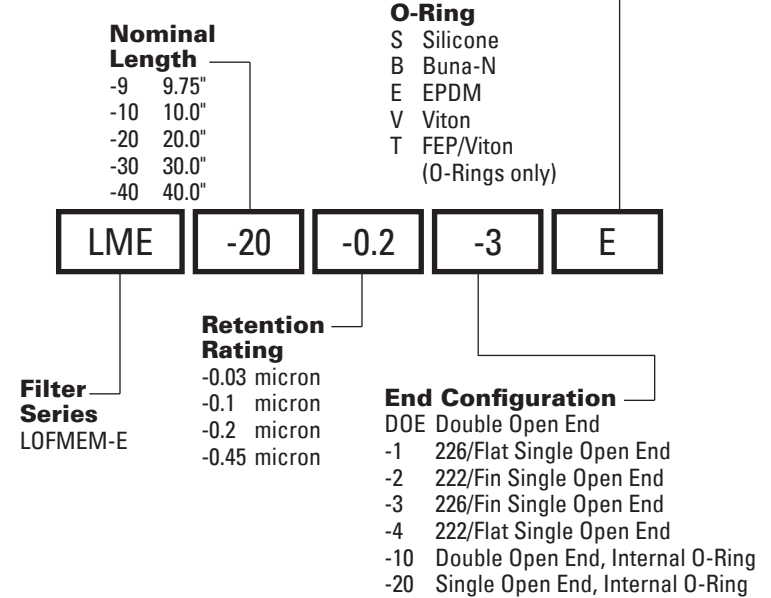 Nominal
Length
-9 9.75"
-10 10.0"
-20 20.0"
-30 30.0"
-40 40.0"
O-Ring
S Silicone
B Buna-N
E EPDM
V Viton
T FEP/Viton
(O-Rings only)
LME -20 -0.2 -3 E
Filter
Series
LOFMEM-E
Retention
Rating
-0.03 micron
-0.1 micron
-0.2 micron
-0.45 micron
End Configuration
DOE Double Open End
-1 226/Flat Single Open End
-2 222/Fin Single Open End
-3 226/Fin Single Open End
-4 222/Flat Single Open End
-10 Double Open End, Internal O-Ring
-20 Single Open End, Internal O-Ring